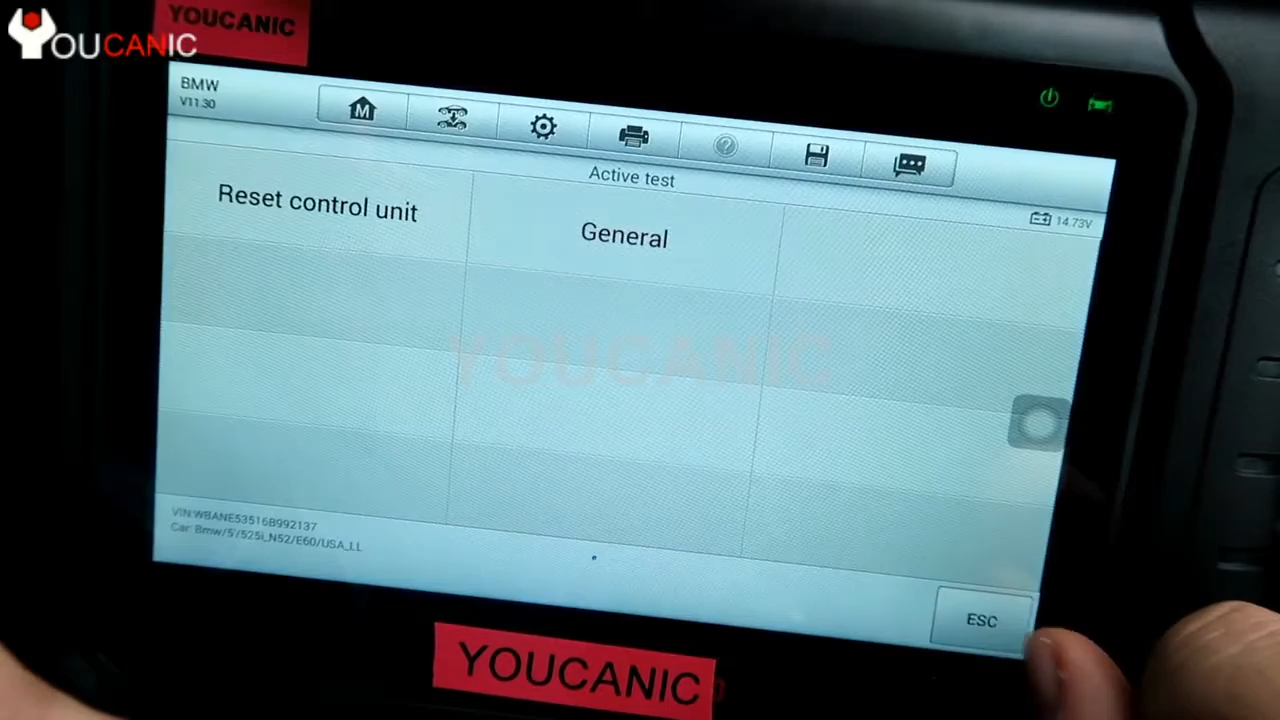 YOUCANIC
YOUCANIC
BMW
V11.30
M
?
Active test
14.73V
Reset control unit
General
YOUCANIC
VIN:WBANE53516B992137
Car: Bmw/5'/525i_N52/E60/USA_LL
ESC
YOUCANIC